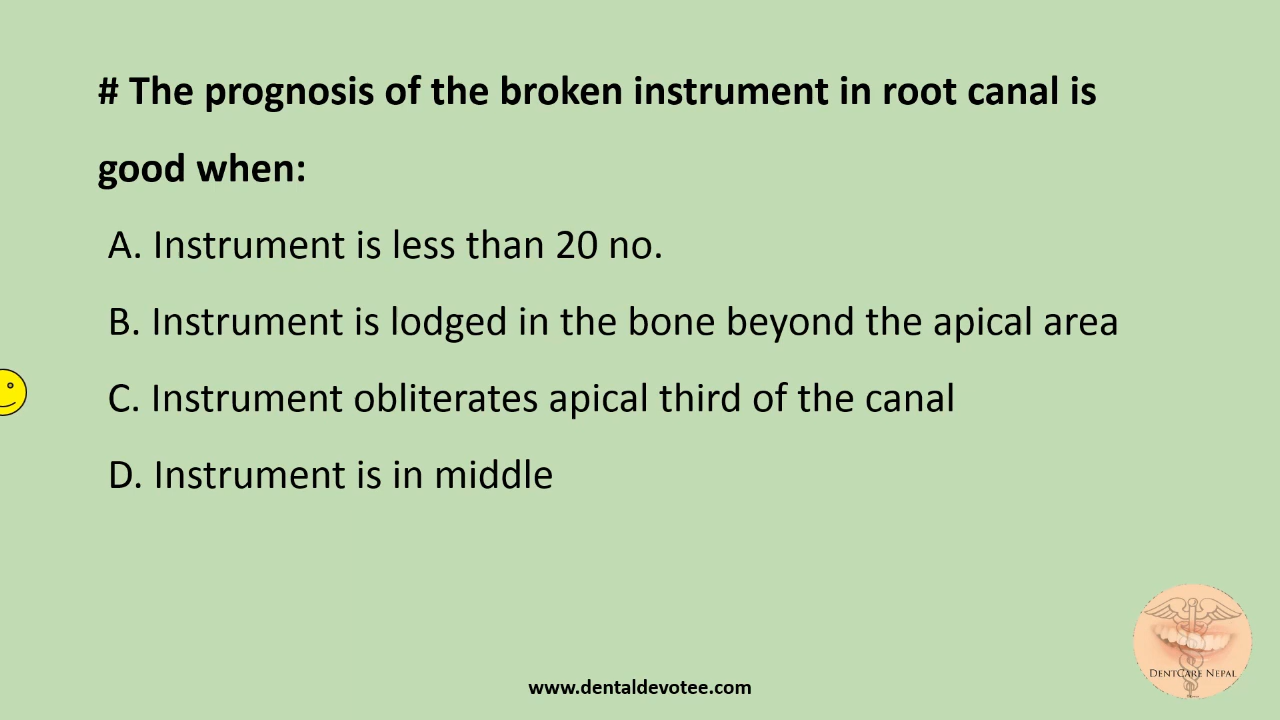 # The prognosis of the broken instrument in root canal is
good when:
A. Instrument is less than 20 no.
B. Instrument is lodged in the bone beyond the apical area
C. Instrument obliterates apical third of the canal
D. Instrument is in middle
DENTCARE NEPAL
www.dentaldevotee.com